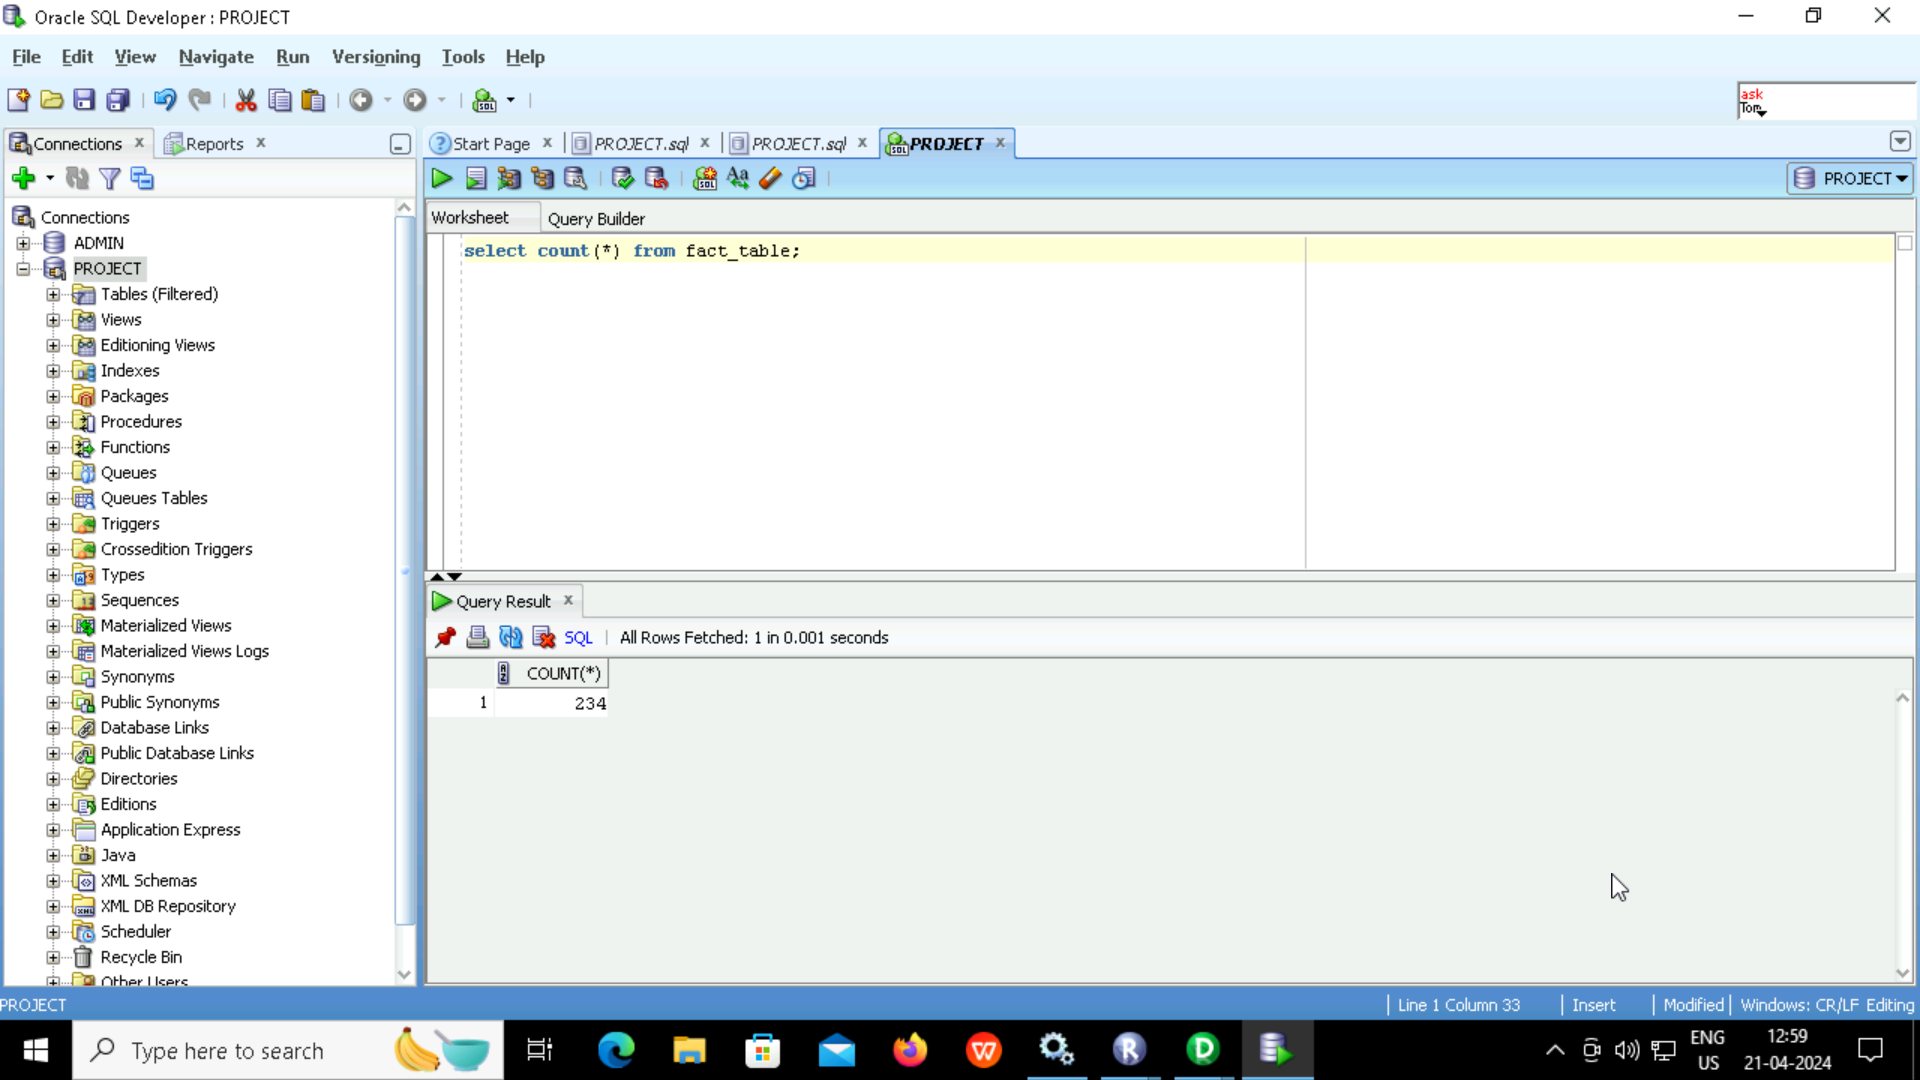 Oracle SQL Developer : PROJECT
File Edit View Navigate Run Versioning Tools Help
ask
Tom
Connections
Reports
Start Page
PROJECT.sql
PROJECT.sql
PROJECT
PROJECT
Worksheet
Query Builder
select count(*) from fact_table;
Connections
ADMIN
PROJECT
Tables (Filtered)
Views
Editioning Views
Indexes
Packages
Procedures
Functions
Queues
Queues Tables
Triggers
Crossedition Triggers
Types
Sequences
Materialized Views
Materialized Views Logs
Synonyms
Public Synonyms
Database Links
Public Database Links
Directories
Editions
Application Express
Java
XML Schemas
XML DB Repository
Scheduler
Recycle Bin
Other Users
Query Result
SQL | All Rows Fetched: 1 in 0.001 seconds
COUNT(*)
1 234
PROJECT
Line 1 Column 33 | Insert | Modified | Windows: CR/LF Editing
Type here to search
ENG
US
12:59
21-04-2024